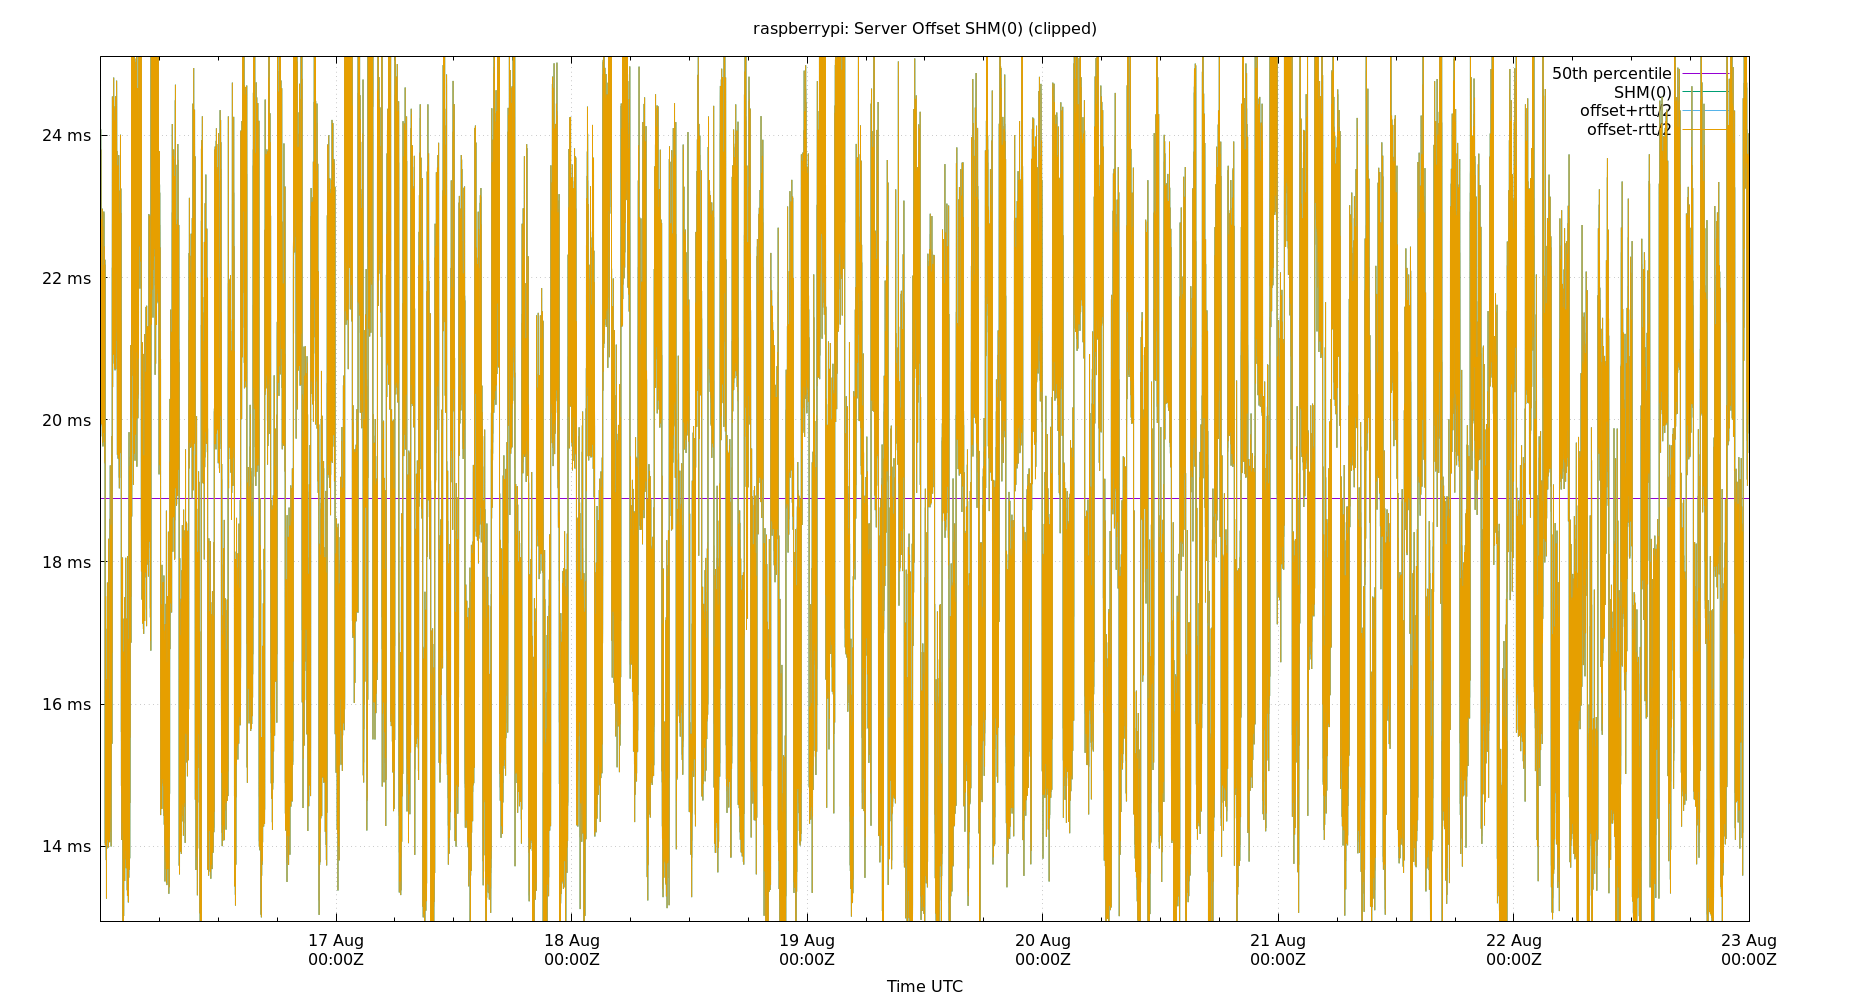 raspberrypi: Server Offset SHM(0) (clipped)
50th percentile
SHM(0)
offset+rtt/2
offset-rtt/2
24 ms
22 ms
20 ms
18 ms
16 ms
14 ms
17 Aug 18 Aug 19 Aug 20 Aug 21 Aug 22 Aug 23 Aug
00:00Z 00:00Z 00:00Z 00:00Z 00:00Z 00:00Z 00:00Z
Time UTC